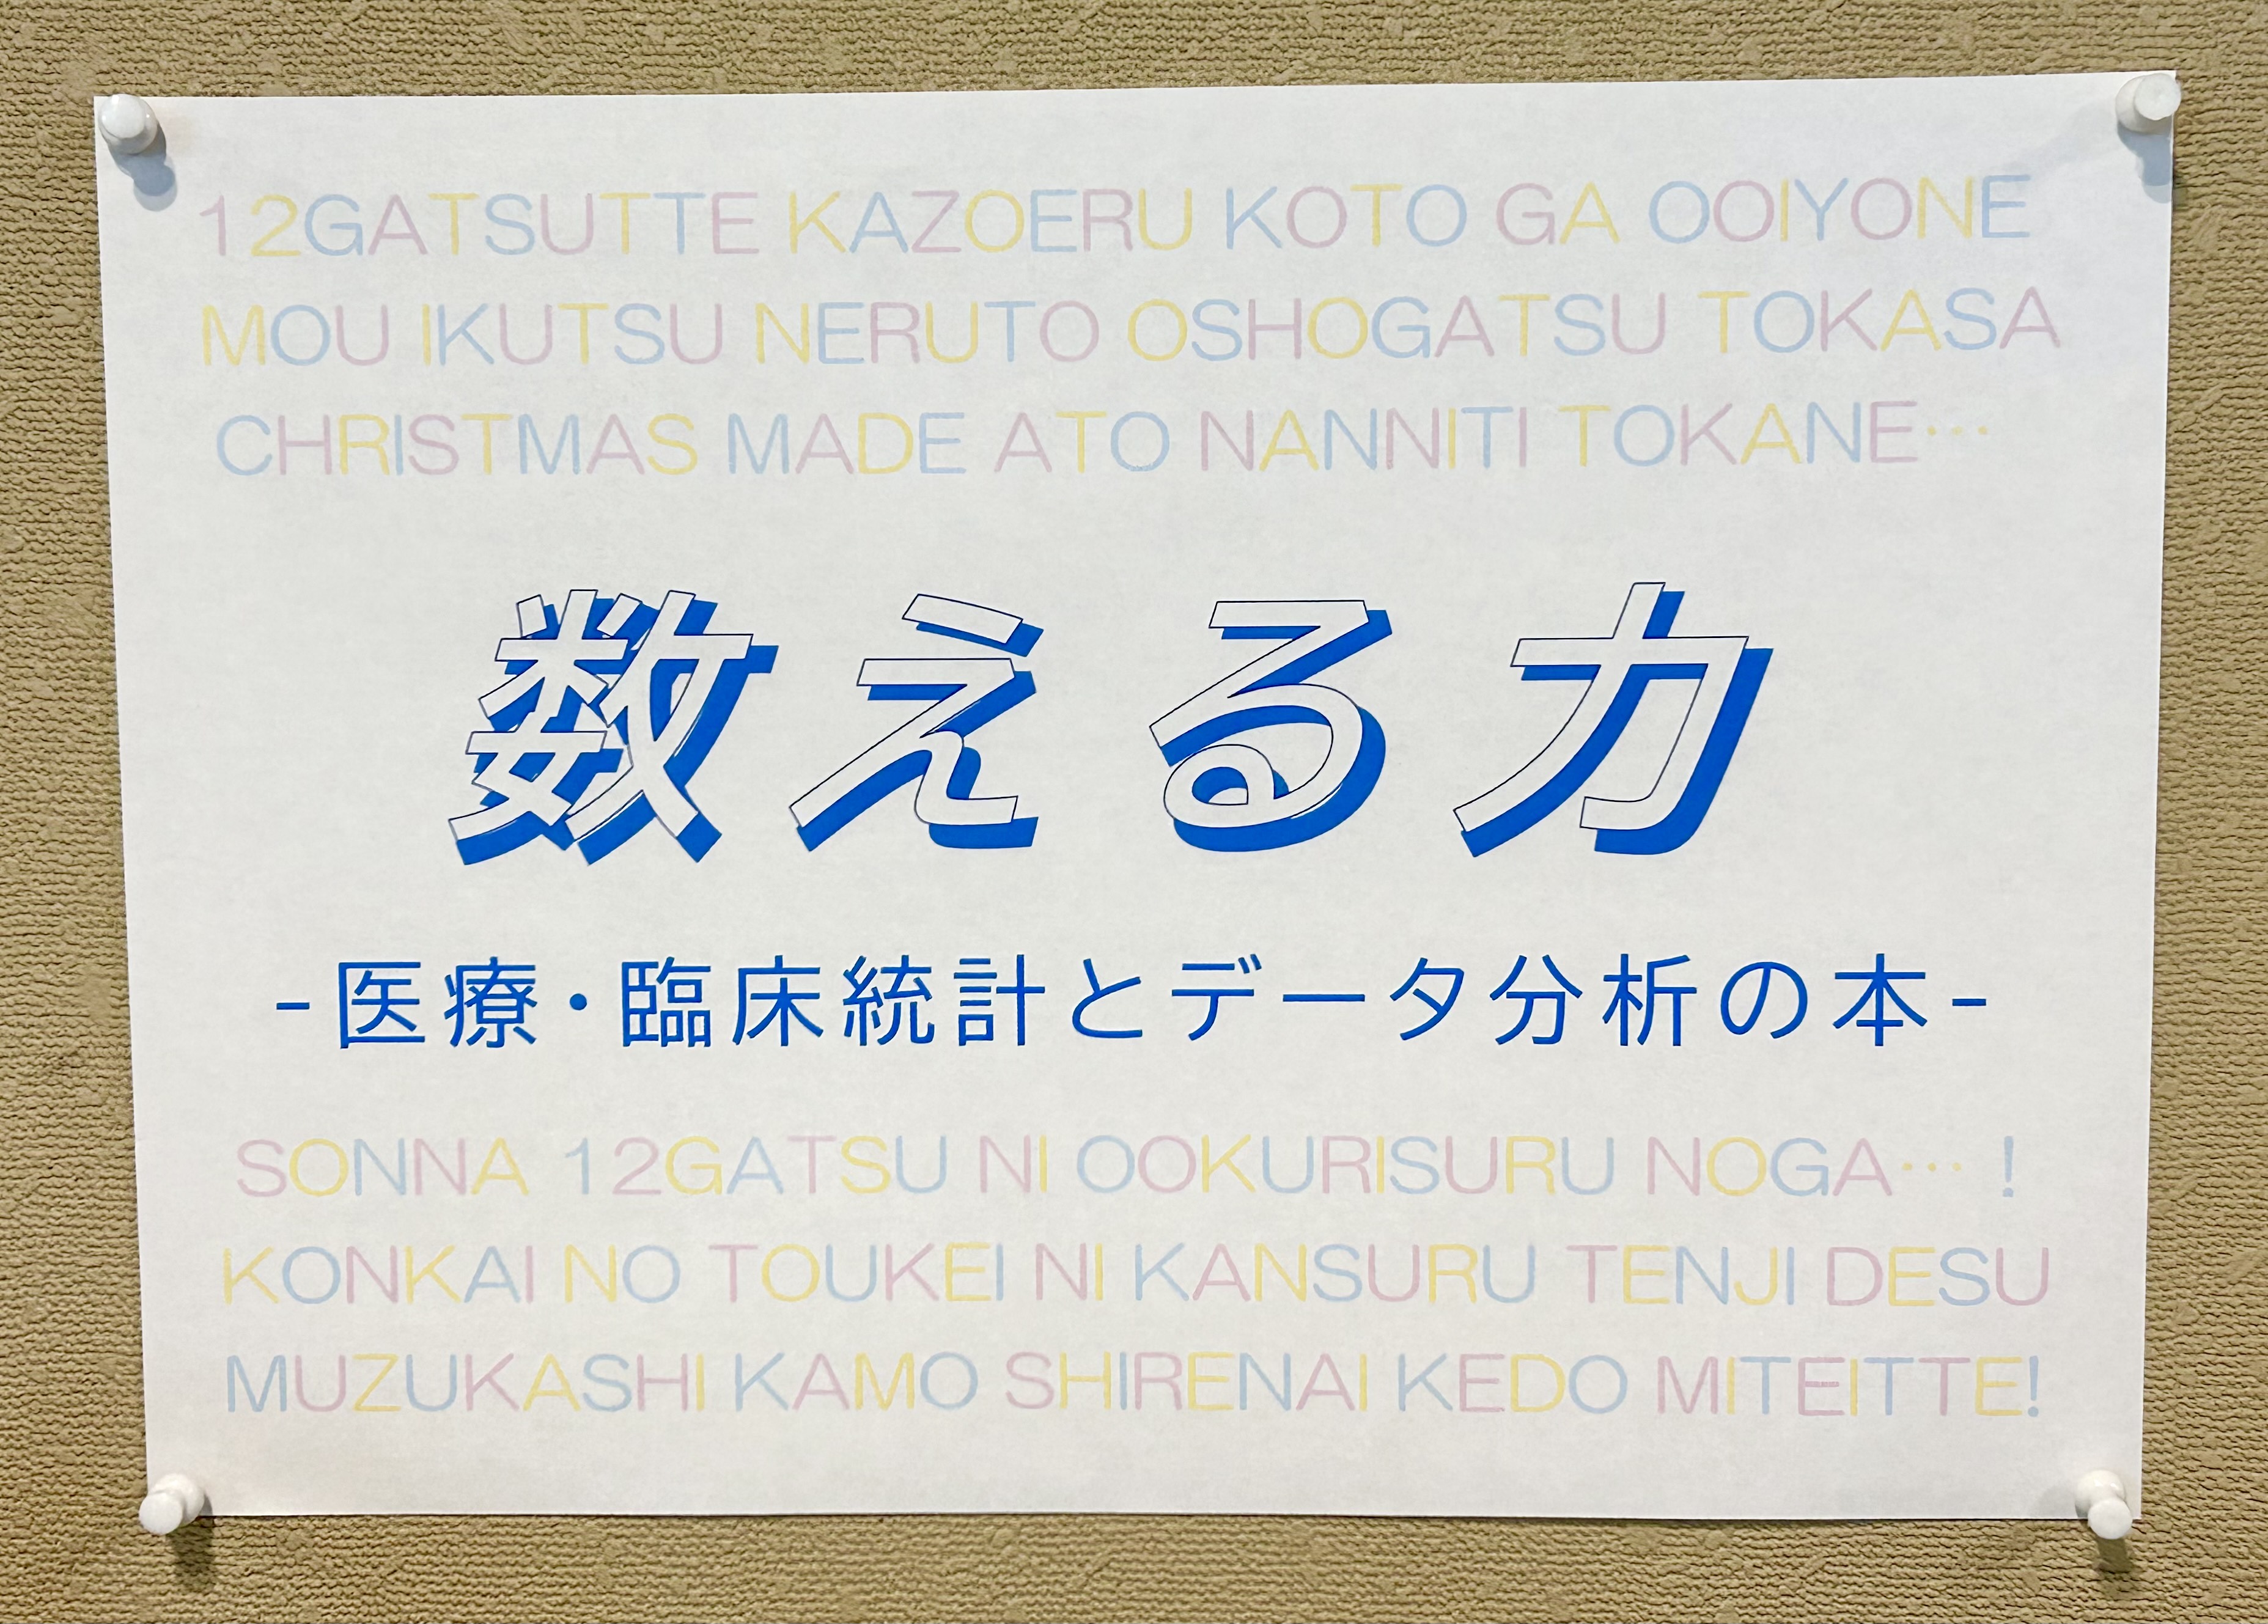 12GATSUTTE KAZOERU KOTO GA OOIYONE
MOU IKUTSU NERUTO OSHOGATSU TOKASA
CHRISTMAS MADE ATO NANNITI TOKANE…
数える力
-医療・臨床統計とデータ分析の本-
SONNA 12GATSU NI OOKURISURU NOGA… !
KONKAI NO TOUKEI NI KANSURU TENJI DESU
MUZUKASHI KAMO SHIRENAI KEDO MITEITTE!